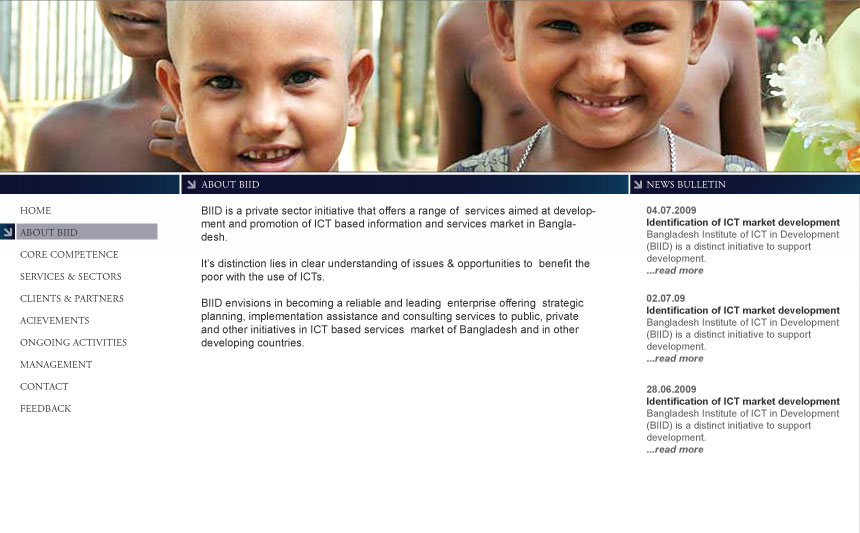 ABOUT BIID
NEWS BULLETIN
HOME
ABOUT BIID
CORE COMPETENCE
SERVICES & SECTORS
CLIENTS & PARTNERS
ACIEVEMENTS
ONGOING ACTIVITIES
MANAGEMENT
CONTACT
FEEDBACK
BIID is a private sector initiative that offers a range of  services aimed at develop-
ment and promotion of ICT based information and services market in Bangla-
desh.
It's distinction lies in clear understanding of issues & opportunities to  benefit the
poor with the use of ICTs.
BIID envisions in becoming a reliable and leading  enterprise offering  strategic
planning, implementation assistance and consulting services to public, private
and other initiatives in ICT based services  market of Bangladesh and in other
developing countries.
04.07.2009
Identification of ICT market development
Bangladesh Institute of ICT in Development
(BIID) is a distinct initiative to support
development.
...read more
02.07.09
Identification of ICT market development
Bangladesh Institute of ICT in Development
(BIID) is a distinct initiative to support
development.
...read more
28.06.2009
Identification of ICT market development
Bangladesh Institute of ICT in Development
(BIID) is a distinct initiative to support
development.
...read more